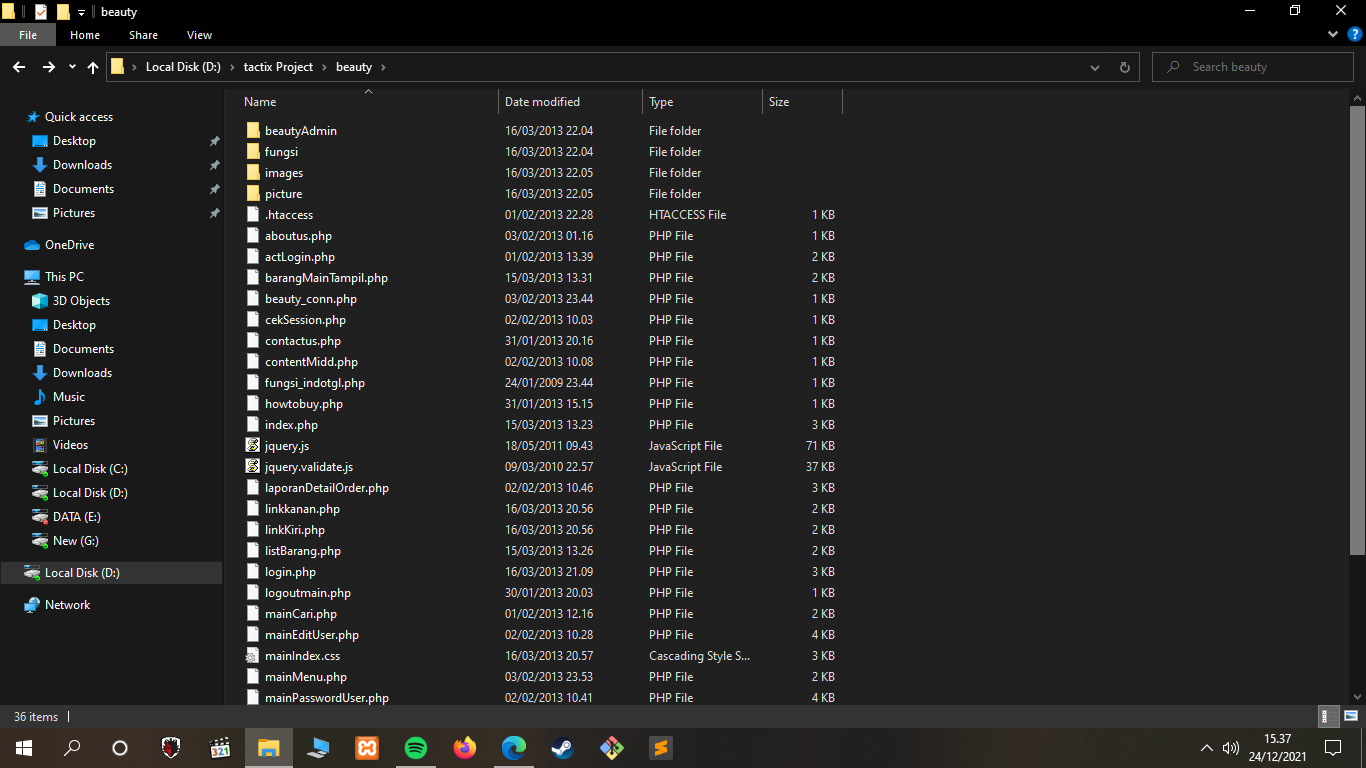 beauty
File Home Share View
Local Disk (D:) tactix Project beauty Search beauty
Name Date modified Type Size
Quick access
Desktop
Downloads
Documents
Pictures
OneDrive
This PC
3D Objects
Desktop
Documents
Downloads
Music
Pictures
Videos
Local Disk (C:)
Local Disk (D:)
DATA (E:)
New (G:)
Local Disk (D:)
Network
beautyAdmin 16/03/2013 22.04 File folder
fungsi 16/03/2013 22.04 File folder
images 16/03/2013 22.05 File folder
picture 16/03/2013 22.05 File folder
.htaccess 01/02/2013 22.28 HTACCESS File 1 KB
aboutus.php 03/02/2013 01.16 PHP File 1 KB
actLogin.php 01/02/2013 13.39 PHP File 2 KB
barangMainTampil.php 15/03/2013 13.31 PHP File 2 KB
beauty_conn.php 03/02/2013 23.44 PHP File 1 KB
cekSession.php 02/02/2013 10.03 PHP File 1 KB
contactus.php 31/01/2013 20.16 PHP File 1 KB
contentMidd.php 02/02/2013 10.08 PHP File 1 KB
fungsi_indotgl.php 24/01/2009 23.44 PHP File 1 KB
howtobuy.php 31/01/2013 15.15 PHP File 1 KB
index.php 15/03/2013 13.23 PHP File 3 KB
jquery.js 18/05/2011 09.43 JavaScript File 71 KB
jquery.validate.js 09/03/2010 22.57 JavaScript File 37 KB
laporanDetailOrder.php 02/02/2013 10.46 PHP File 3 KB
linkkanan.php 16/03/2013 20.56 PHP File 2 KB
linkKiri.php 16/03/2013 20.56 PHP File 2 KB
listBarang.php 15/03/2013 13.26 PHP File 2 KB
login.php 16/03/2013 21.09 PHP File 3 KB
logoutmain.php 30/01/2013 20.03 PHP File 1 KB
mainCari.php 01/02/2013 12.16 PHP File 2 KB
mainEditUser.php 02/02/2013 10.28 PHP File 4 KB
mainIndex.css 16/03/2013 20.57 Cascading Style S... 3 KB
mainMenu.php 03/02/2013 23.53 PHP File 2 KB
mainPasswordUser.php 02/02/2013 10.41 PHP File 4 KB
36 items
321
15.37
24/12/2021